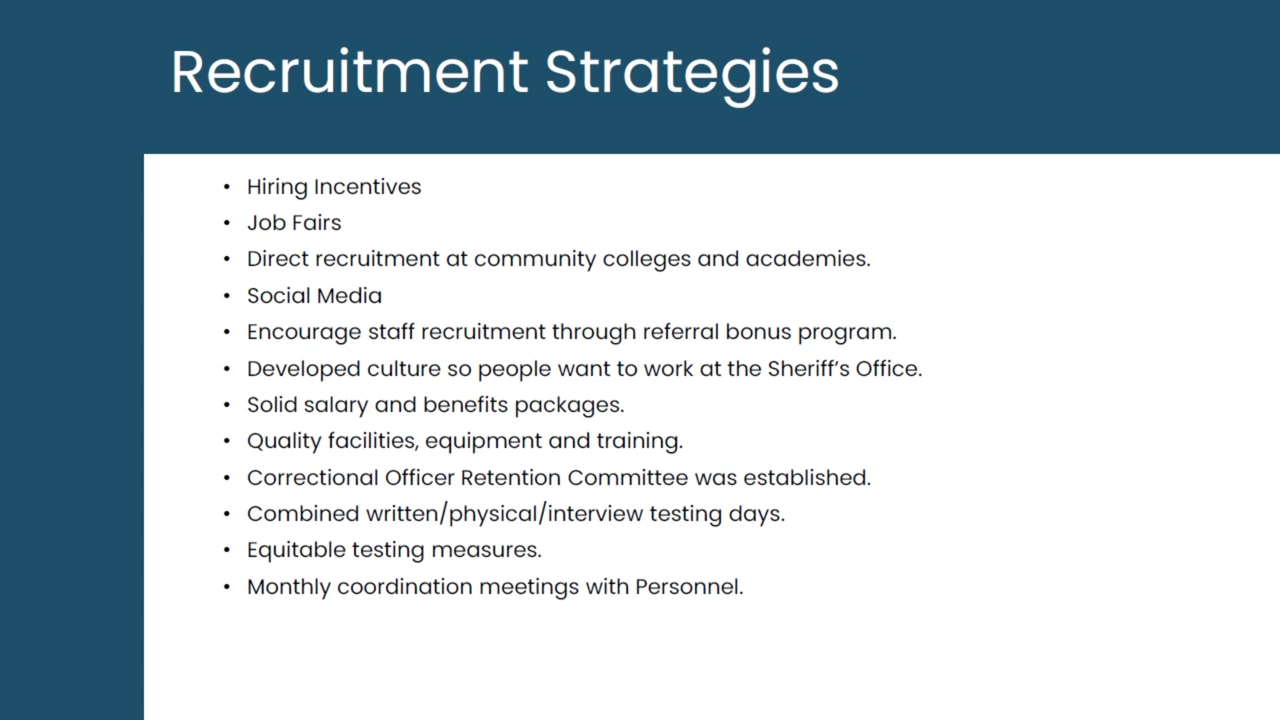 Recruitment Strategies
• Hiring Incentives
• Job Fairs
• Direct recruitment at community colleges and academies.
• Social Media
• Encourage staff recruitment through referral bonus program.
• Developed culture so people want to work at the Sheriff’s Office.
• Solid salary and benefits packages.
• Quality facilities, equipment and training.
• Correctional Officer Retention Committee was established.
• Combined written/physical/interview testing days.
• Equitable testing measures.
• Monthly coordination meetings with Personnel.